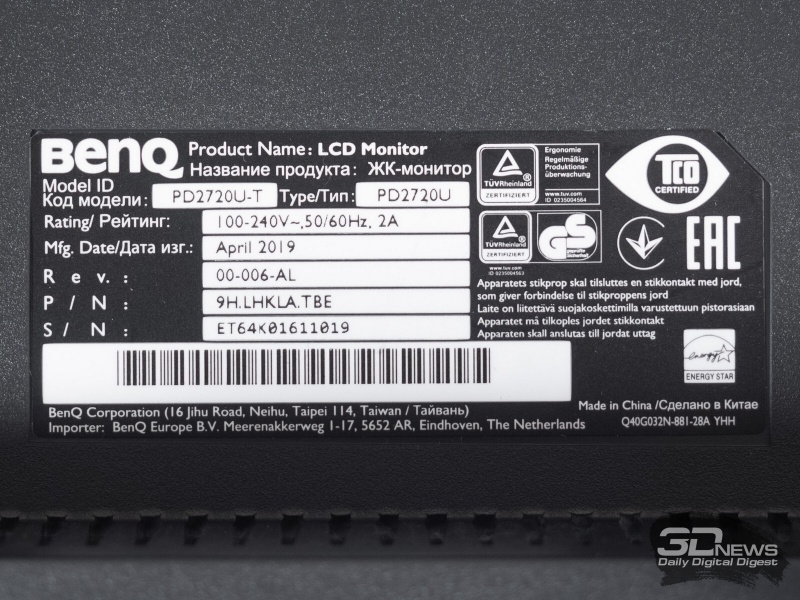 BenQ
Product Name: LCD Monitor
Название продукта: ЖК-монитор
Model ID
Код модели: PD2720U-T Type/Тип: PD2720U
Rating/ Рейтинг: 100-240V~,50/60Hz, 2A
Mfg. Date/Дата изг.: April 2019
Rev.: 00-006-AL
P/N: 9H.LHKLA.TBE
S/N: ET64K01611019
BenQ Corporation (16 Jihu Road, Neihu, Taipei 114, Taiwan / Тайвань)
Importer: BenQ Europe B.V. Meerenakkerweg 1-17, 5652 AR, Eindhoven, The Netherlands
TÜVRheinland
ZERTIFIZIERT
Ergonomie
Regelmäßige
Produktions-
überwachung
www.tuv.com
ID 0235004564
TCO
CERTIFIED
TÜVRheinland
ZERTIFIZIERT
GS
www.tuv.com
ID 0235004563
EAC
Apparatets stikprop skal tilsluttes en stikkontakt med jord,
som giver forbindelse til stikproppens jord
Laite on liitettävä suojakoskettimilla varustettuun pistorasiaan
Apparatet må tilkoples jordet stikkontakt
Apparaten skall anslutas till jordat uttag
energy
ENERGY STAR
Made in China /Сделано в Китае
Q40G032N-881-28A YHH
3DNEWS
Daily Digital Digest